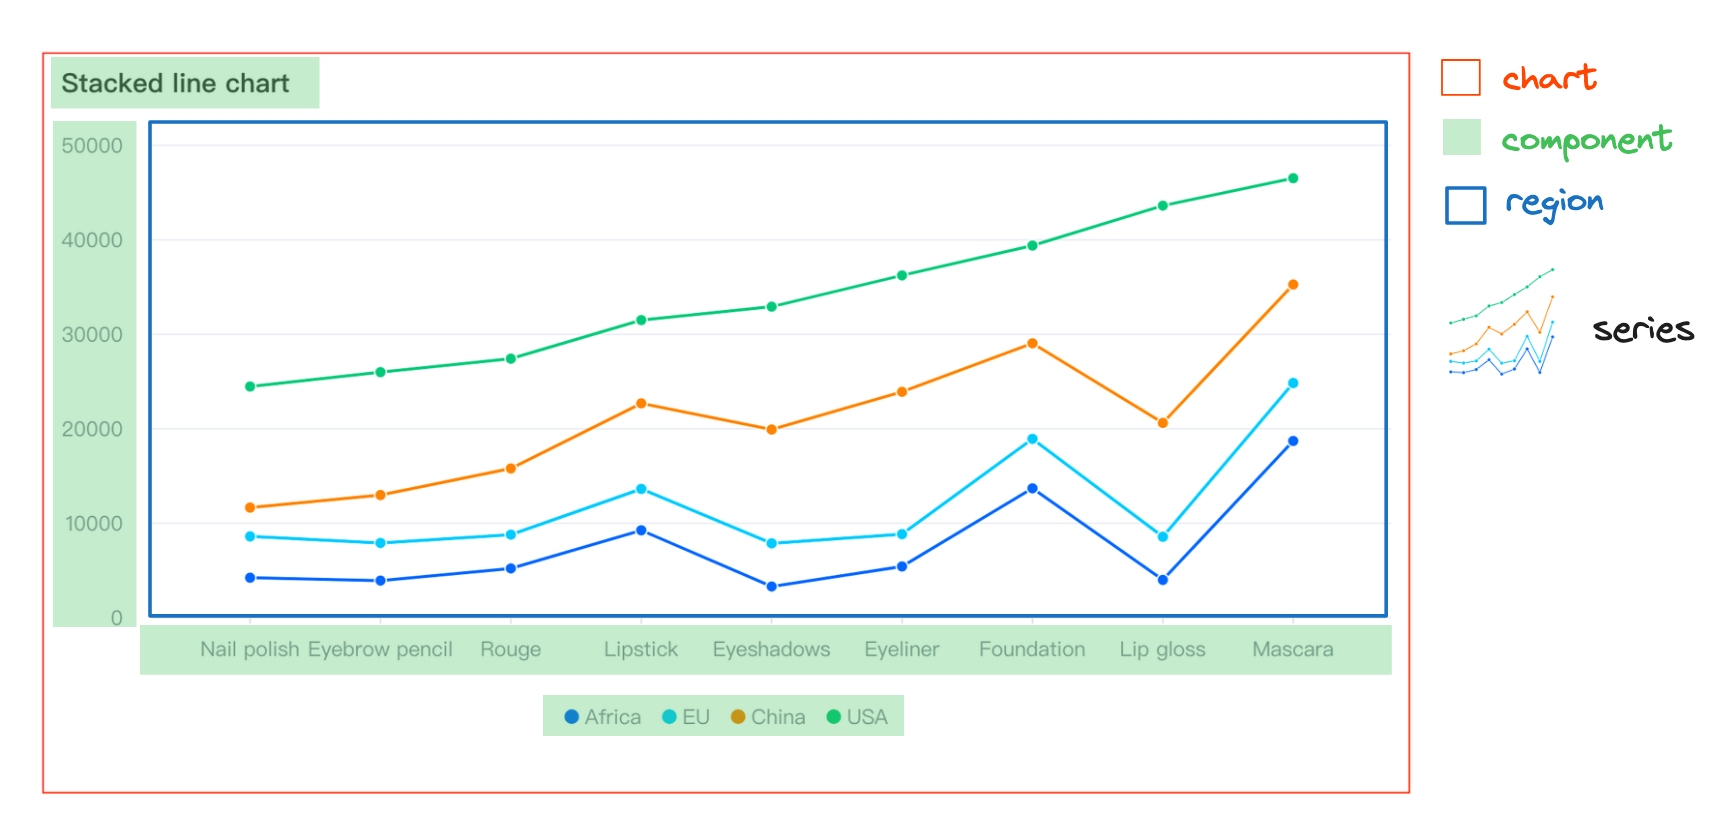 Stacked line chart
50000
40000
30000
20000
10000
0
Nail polish Eyebrow pencil Rouge Lipstick Eyeshadows Eyeliner Foundation Lip gloss Mascara
Africa EU China USA
chart
component
region
series